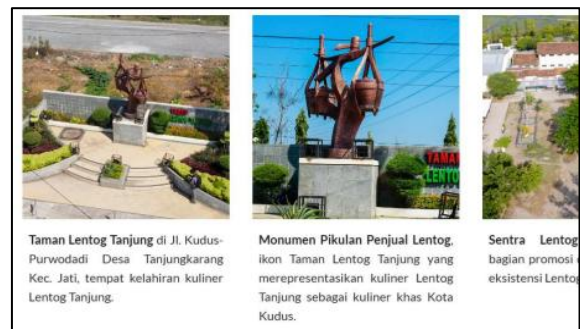 TAMAN
LENTO
Taman Lentog Tanjung di Jl. Kudus-
Purwodadi Desa Tanjungkarang
Kec. Jati, tempat kelahiran kuliner
Lentog Tanjung.
Monumen Pikulan Penjual Lentog,
ikon Taman Lentog Tanjung yang
merepresentasikan kuliner Lentog
Tanjung sebagai kuliner khas Kota
Kudus.
Sentra Lentog
bagian promosi
eksistensi Lentog